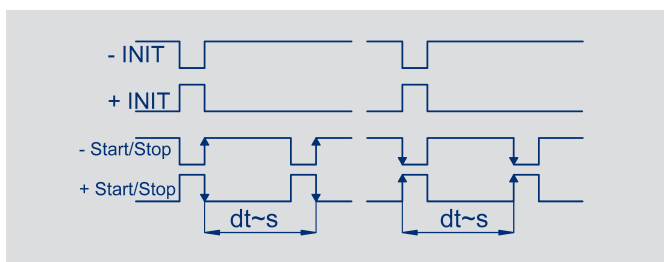 - INIT
+ INIT
- Start/Stop
+ Start/Stop
dt~s dt~s